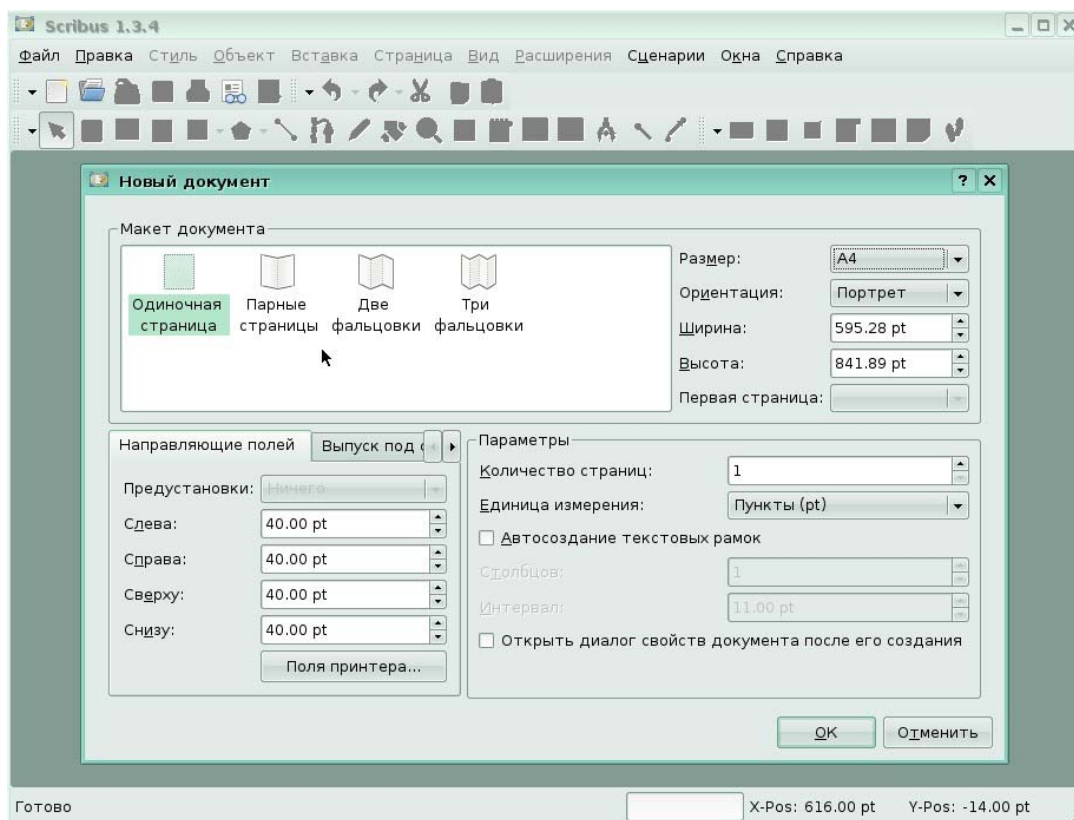 Scribus 1.3.4
Файл Правка Стиль Объект Вставка Страница Вид Расширения Сценарии Окна Справка
Новый документ
Макет документа
Одиночная страница
Парные страницы
Две фальцовки
Три фальцовки
Размер: A4
Ориентация: Портрет
Ширина: 595.28 pt
Высота: 841.89 pt
Первая страница:
Направляющие полей Выпуск под
Предустановки: Ничего
Слева: 40.00 pt
Справа: 40.00 pt
Сверху: 40.00 pt
Снизу: 40.00 pt
Поля принтера...
Параметры
Количество страниц: 1
Единица измерения: Пункты (pt)
Автосоздание текстовых рамок
Столбцов: 1
Интервал: 11.00 pt
Открыть диалог свойств документа после его создания
OK Отменить
Готово X-Pos: 616.00 pt Y-Pos: -14.00 pt